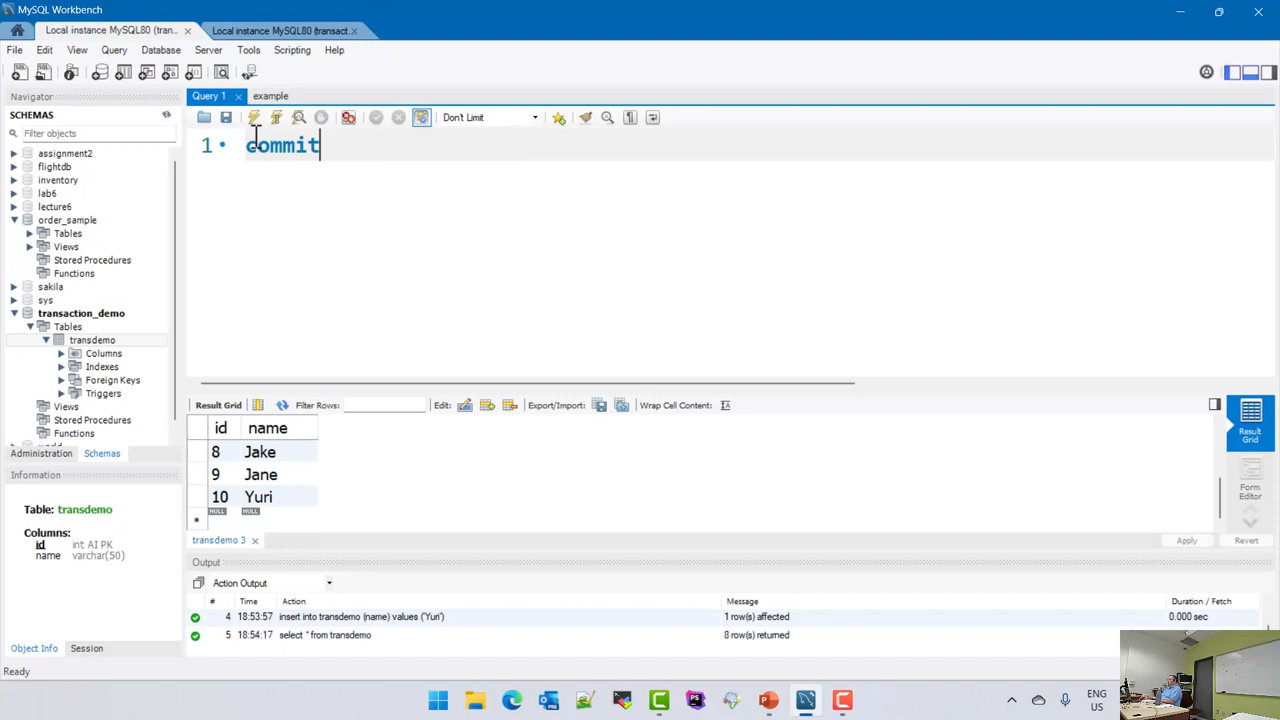 MySQL Workbench
Local instance MySQL80 (tran...
Local instance MySQL80 (transact...
File Edit View Query Database Server Tools Scripting Help
Navigator
SCHEMAS
Filter objects
assignment2
flightdb
inventory
lab6
lecture6
order_sample
Tables
Views
Stored Procedures
Functions
sakila
sys
transaction_demo
Tables
transdemo
Columns
Indexes
Foreign Keys
Triggers
Views
Stored Procedures
Functions
Administration Schemas
Information
Table: transdemo
Columns:
id int AI PK
name varchar(50)
Object Info Session
Ready
Query 1 example
Don't Limit
1 commit
Result Grid Filter Rows: Edit: Export/Import: Wrap Cell Content:
id name
8 Jake
9 Jane
10 Yuri
NULL NULL
Result
Grid
Form
Editor
transdemo 3
Apply Revert
Output
Action Output
# Time Action Message Duration / Fetch
4 18:53:57 insert into transdemo (name) values ('Yuri') 1 row(s) affected 0.000 sec
5 18:54:17 select * from transdemo 8 row(s) returned
ENG
US